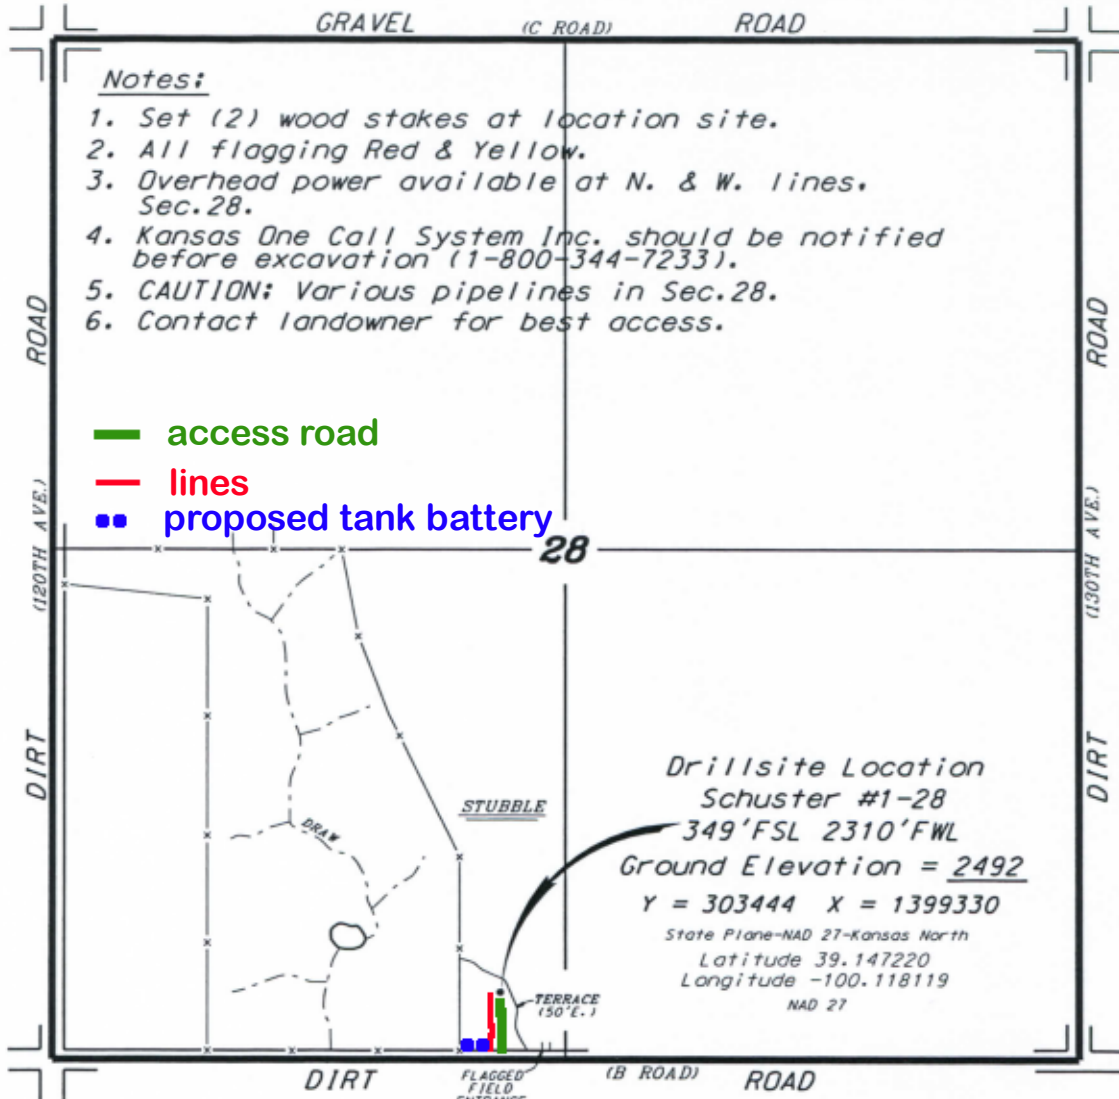 GRAVEL (C ROAD) ROAD
Notes:
1. Set (2) wood stakes at location site.
2. All flagging Red & Yellow.
3. Overhead power available at N. & W. lines.
Sec.28.
4. Kansas One Call System Inc. should be notified
before excavation (1-800-344-7233).
5. CAUTION: Various pipelines in Sec.28.
6. Contact landowner for best access.
ROAD
ROAD
access road
lines
proposed tank battery
(120TH AVE.)
28
(130TH AVE.)
DIRT
DIRT
Drillsite Location
Schuster #1-28
349'FSL 2310'FWL
Ground Elevation = 2492
Y = 303444 X = 1399330
State Plane-NAD 27-Kansas North
Latitude 39.147220
Longitude -100.118119
NAD 27
STUBBLE
DRAW
TERRACE
(50'E.)
DIRT
FLAGGED
FIELD
ENTRANCE
(B ROAD)
ROAD